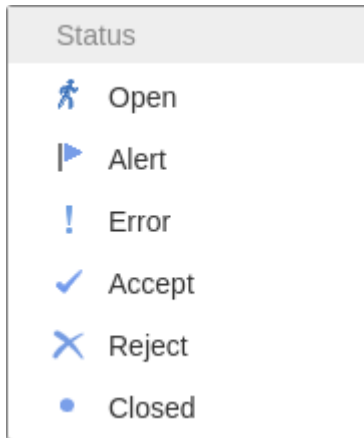 Status
Open
Alert
Error
Accept
Reject
Closed